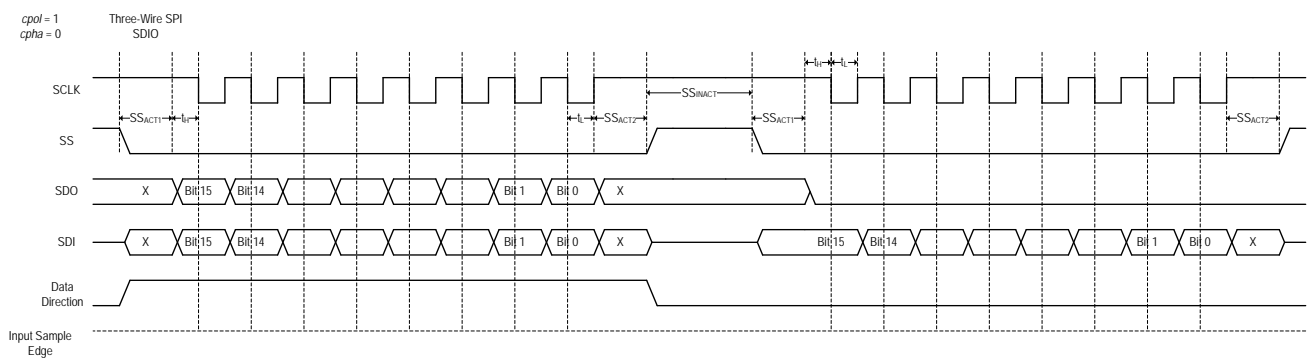 cpol = 1
cpha = 0
Three-Wire SPI
SDIO
SCLK
tH
tL
SSINACT
SSACT1
tH
tL
SSACT2
SSACT1
SSACT2
SS
SDO
X
Bit 15
Bit 14
Bit 1
Bit 0
X
SDI
X
Bit 15
Bit 14
Bit 1
Bit 0
X
Bit 15
Bit 14
Bit 1
Bit 0
X
Data
Direction
Input Sample
Edge